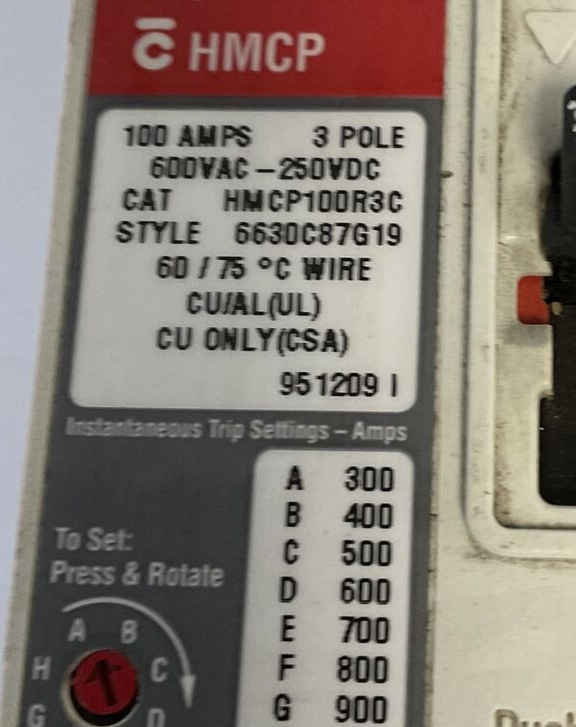 C HMCP
100 AMPS 3 POLE
600VAC-250VDC
CAT HMCP100R3C
STYLE 6630C87G19
60 / 75 °C WIRE
CU/AL(UL)
CU ONLY(CSA)
951209 I
Instantaneous Trip Settings - Amps
A 300
B 400
C 500
D 600
E 700
F 800
G 900
To Set:
Press & Rotate
A B
H C
G D